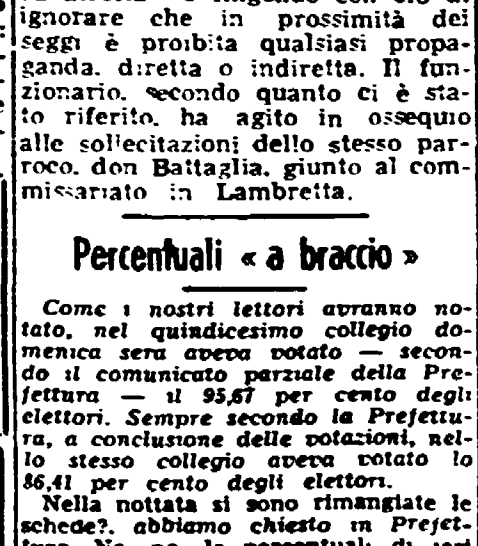 ignorare che in prossimità dei
seggi è proibita qualsiasi propa-
ganda, diretta o indiretta. Il fun-
zionario, secondo quanto ci è sta-
to riferito, ha agito in ossequio
alle sollecitazioni dello stesso par-
roco, don Battaglia, giunto al com-
missariato in Lambretta.
Percentuali « a braccio »
Come i nostri lettori avranno no-
tato, nel quindicesimo collegio do-
menica sera aveva votato — secon-
do il comunicato parziale della Pre-
fettura — il 95,67 per cento degli
elettori. Sempre secondo la Prefettu-
ra, a conclusione delle votazioni, nel-
lo stesso collegio aveva votato lo
86,41 per cento degli elettori.
Nella nottata si sono rimangiate le
schede?, abbiamo chiesto in Prefet-